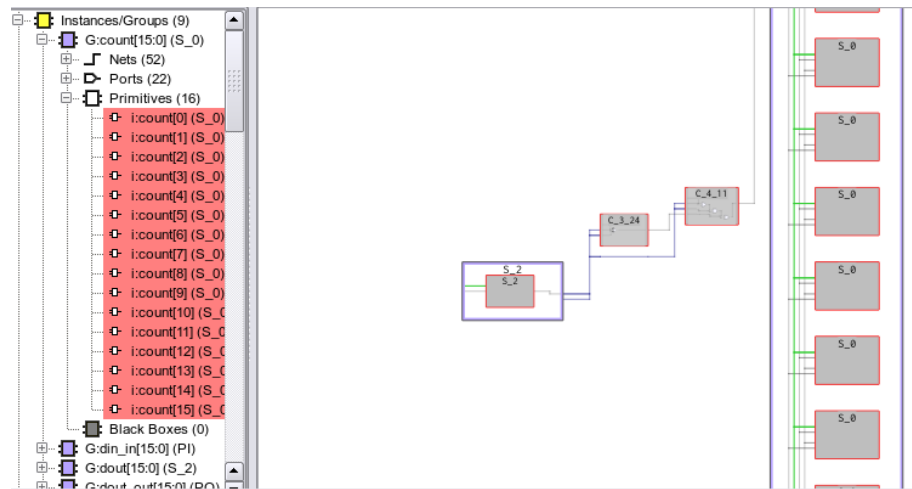 Instances/Groups (9)
G:count[15:0] (S_0)
Nets (52)
Ports (22)
Primitives (16)
i:count[0] (S_0)
i:count[1] (S_0)
i:count[2] (S_0)
i:count[3] (S_0)
i:count[4] (S_0)
i:count[5] (S_0)
i:count[6] (S_0)
i:count[7] (S_0)
i:count[8] (S_0)
i:count[9] (S_0)
i:count[10] (S_0
i:count[11] (S_0
i:count[12] (S_0
i:count[13] (S_0
i:count[14] (S_0
i:count[15] (S_0
Black Boxes (0)
G:din_in[15:0] (PI)
G:dout[15:0] (S_2)
G:dout_out[15:0] (PO)
S_2
S_2
C_3_24
C_4_11
S_0
S_0
S_0
S_0
S_0
S_0